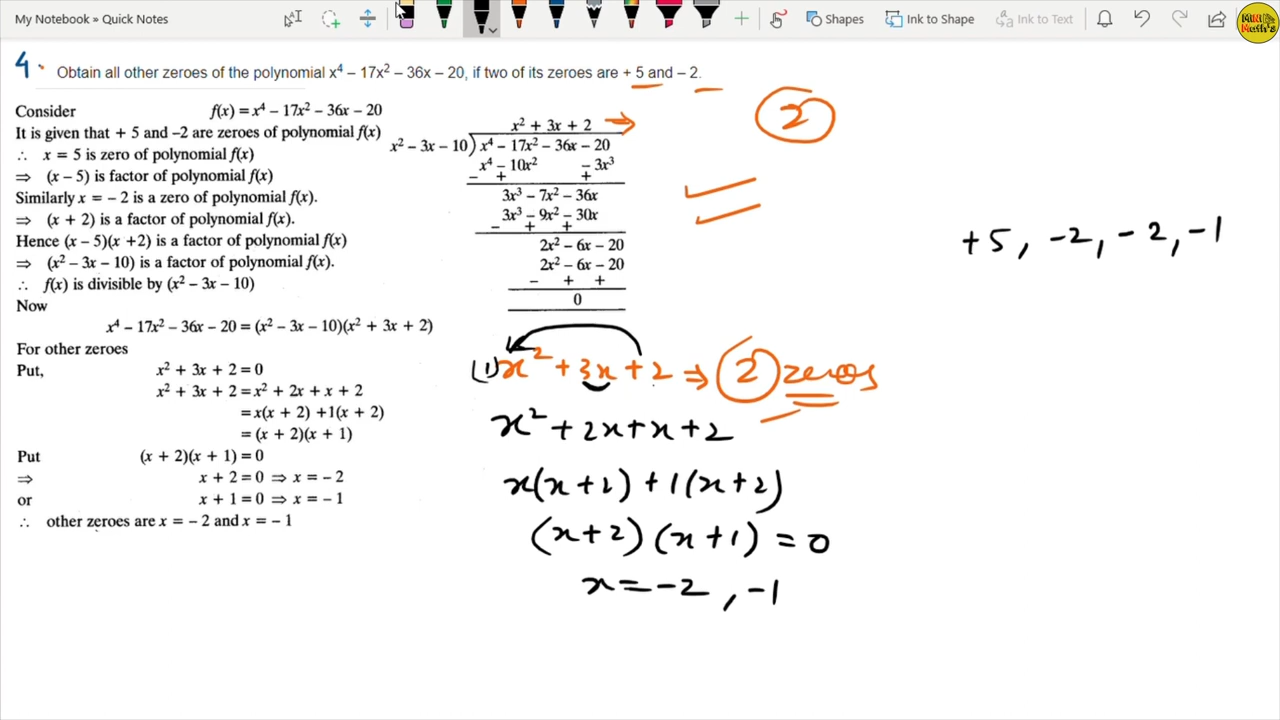 My Notebook » Quick Notes
Shapes
Ink to Shape
Ink to Text
4.
Obtain all other zeroes of the polynomial x⁴ – 17x² – 36x – 20, if two of its zeroes are + 5 and – 2.
Consider f(x) = x⁴ – 17x² – 36x – 20
It is given that + 5 and –2 are zeroes of polynomial f(x)
∴ x = 5 is zero of polynomial f(x)
⇒ (x – 5) is factor of polynomial f(x)
Similarly x = – 2 is a zero of polynomial f(x).
⇒ (x + 2) is a factor of polynomial f(x).
Hence (x – 5)(x +2) is a factor of polynomial f(x)
⇒ (x² – 3x – 10) is a factor of polynomial f(x).
∴ f(x) is divisible by (x² – 3x – 10)
Now
x⁴ – 17x² – 36x – 20 = (x² – 3x – 10)(x² + 3x + 2)
For other zeroes
Put, x² + 3x + 2 = 0
x² + 3x + 2 = x² + 2x + x + 2
= x(x + 2) +1(x + 2)
= (x + 2)(x + 1)
Put (x + 2)(x + 1) = 0
⇒ x + 2 = 0 ⇒ x = – 2
or x + 1 = 0 ⇒ x = – 1
∴ other zeroes are x = – 2 and x = – 1
x² + 3x + 2
x² – 3x – 10) x⁴ – 17x² – 36x – 20
x⁴ – 10x² – 3x³
– + +
3x³ – 7x² – 36x
3x³ – 9x² – 30x
– + +
2x² – 6x – 20
2x² – 6x – 20
– + +
0
2
+5, -2, -2, -1
(1)x² + 3x + 2 ⇒ 2 zeros
x² + 2x + x + 2
x(x+2) + 1(x+2)
(x+2) (x+1) = 0
x = -2, -1